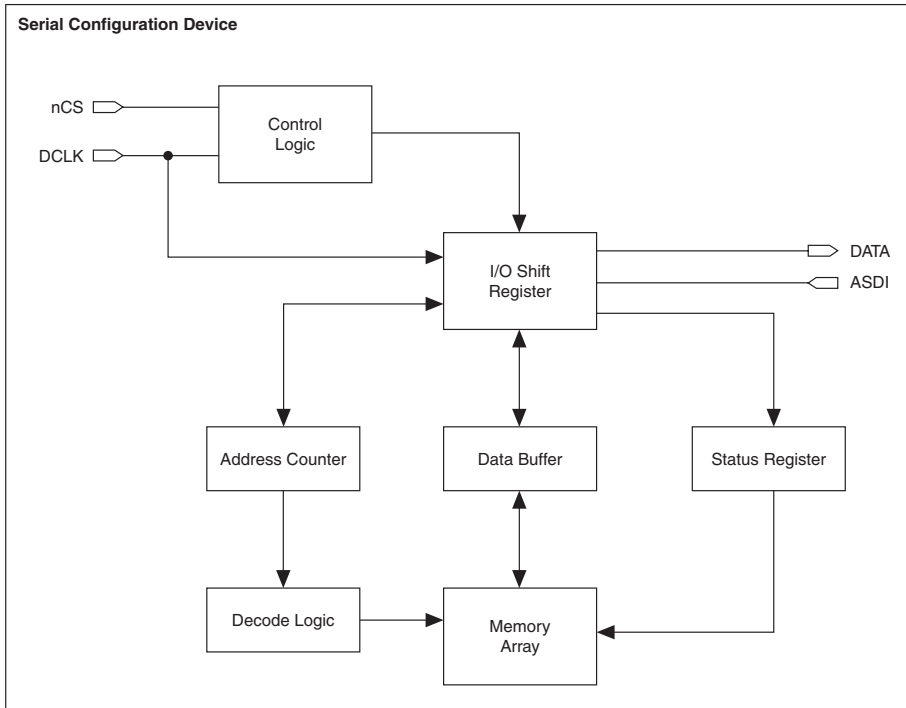 Serial Configuration Device
nCS
DCLK
Control
Logic
I/O Shift
Register
DATA
ASDI
Address Counter
Data Buffer
Status Register
Decode Logic
Memory
Array